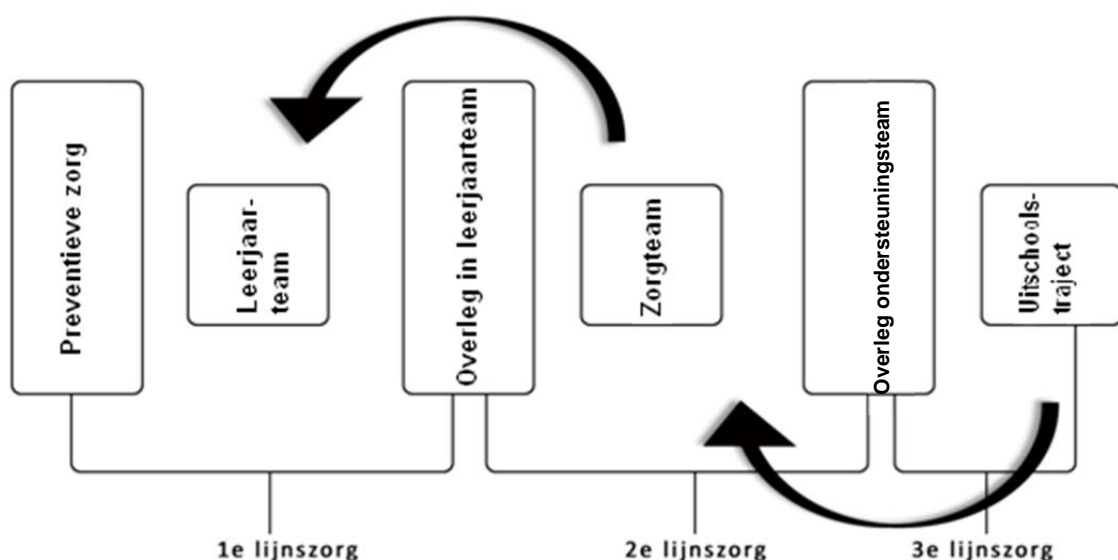 Preventieve zorg
Leerjaar-
team
Overleg in leerjaarteam
Zorgteam
Overleg ondersteuningsteam
Uitschools-
traject
1e lijnszorg
2e lijnszorg
3e lijnszorg